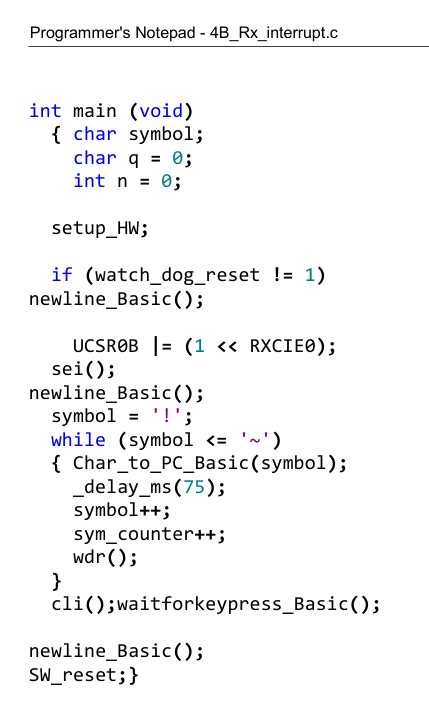 Programmer's Notepad - 4B_Rx_interrupt.c
int main (void)
{ char symbol;
char q = 0;
int n = 0;
setup_HW;
if (watch_dog_reset != 1)
newline_Basic();
UCSR0B |= (1 << RXCIE0);
sei();
newline_Basic();
symbol = '!';
while (symbol <= '~')
{ Char_to_PC_Basic(symbol);
_delay_ms(75);
symbol++;
sym_counter++;
wdr();
}
cli();waitforkeypress_Basic();
newline_Basic();
SW_reset;}